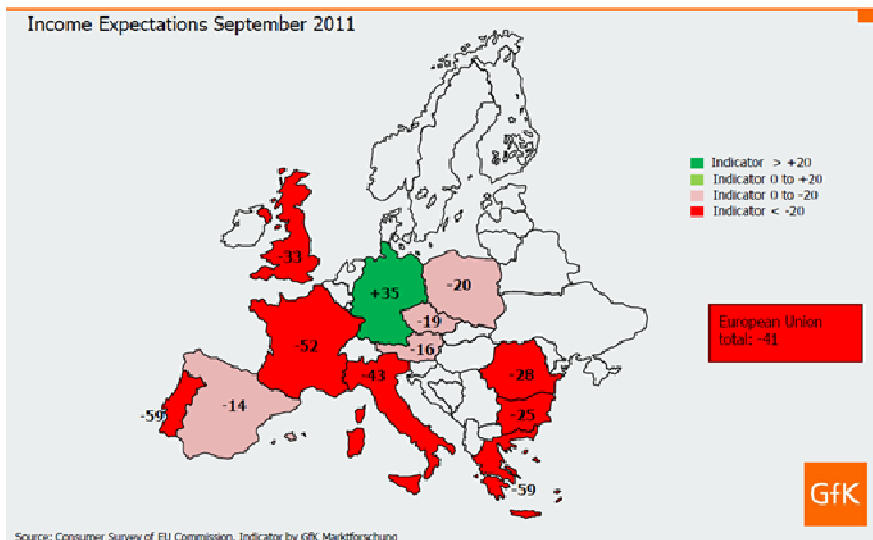 Income Expectations September 2011
Indicator > +20
Indicator 0 to +20
Indicator 0 to -20
Indicator < -20
-33
+35
-20
-19
-16
-52
European Union
total: -41
-43
-28
-14
-59
-25
-59
GfK
Source: Consumer Survey of EU Commission, Indicator by GfK Marktforschung